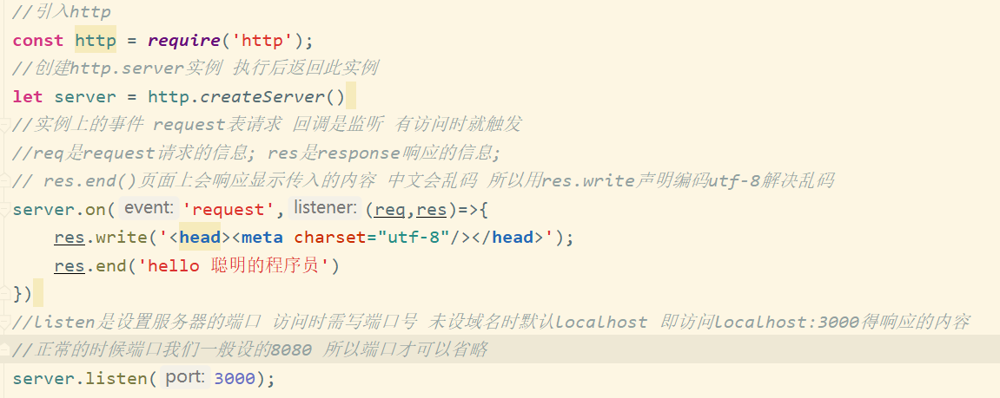 //引入http
const http = require('http');
//创建http.server实例 执行后返回此实例
let server = http.createServer()
//实例上的事件 request表请求 回调是监听 有访问时就触发
//req是request请求的信息; res是response响应的信息;
// res.end()页面上会响应显示传入的内容 中文会乱码 所以用res.write声明编码utf-8解决乱码
server.on( event: 'request', listener: (req,res)=>{
    res.write('<head><meta charset="utf-8"/></head>');
    res.end('hello 聪明的程序员')
})
//listen是设置服务器的端口 访问时需写端口号 未设域名时默认localhost 即访问localhost:3000得响应的内容
//正常的时候端口我们一般设的8080 所以端口才可以省略
server.listen( port: 3000);